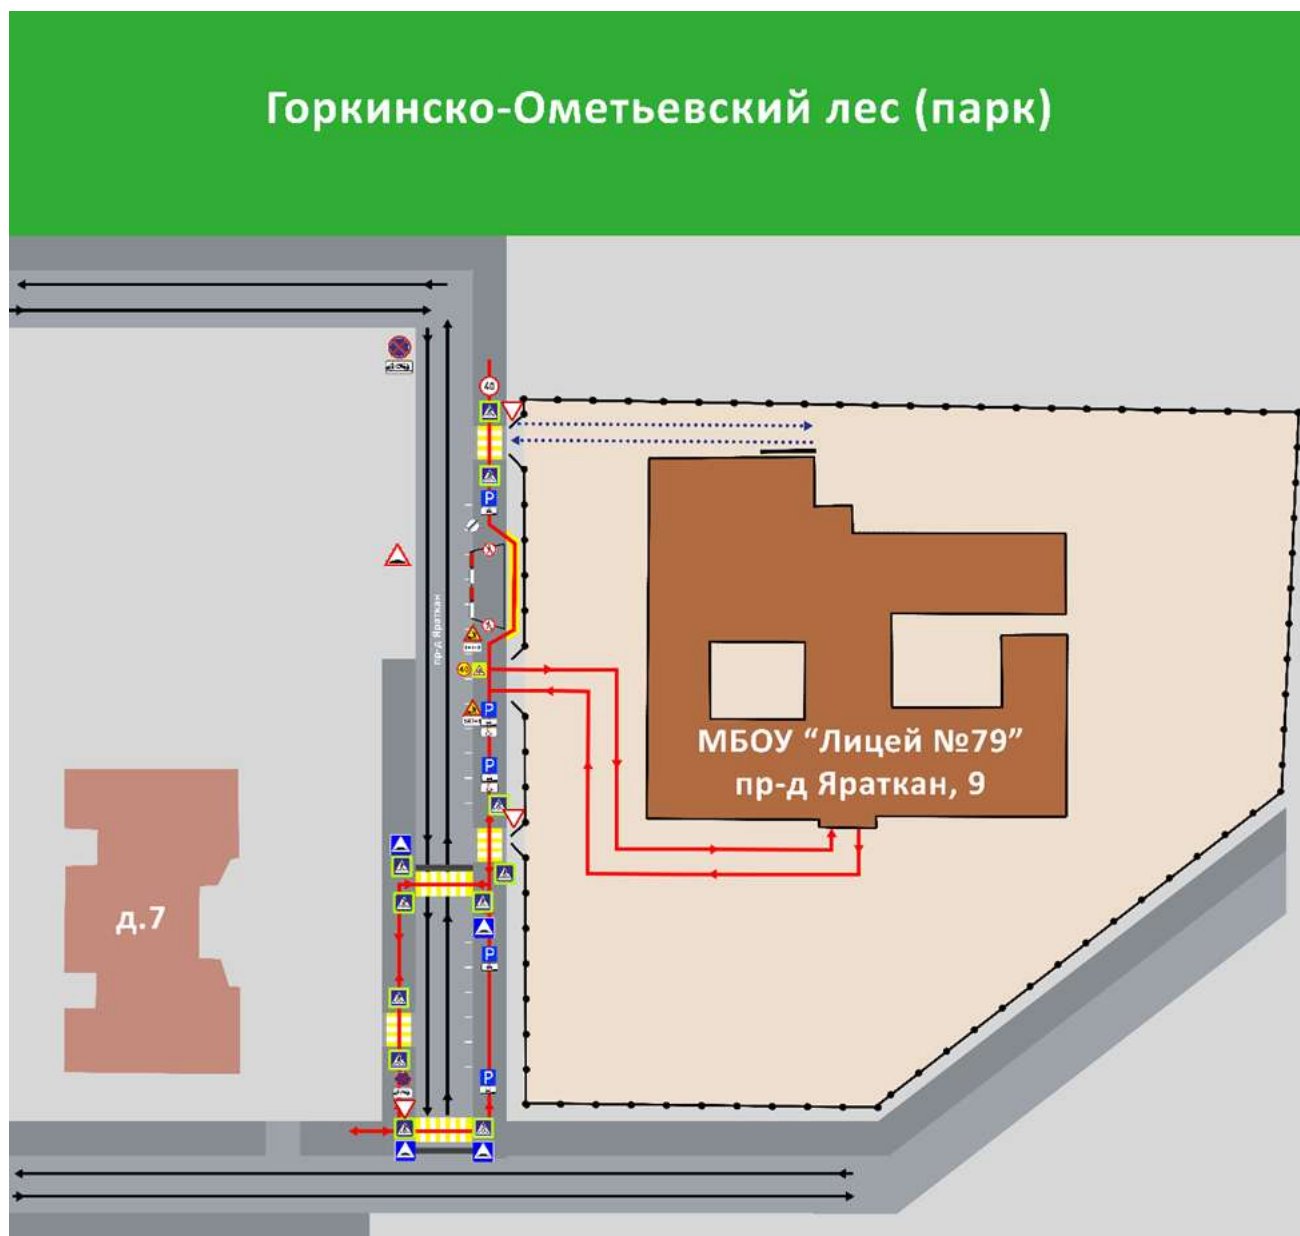 Горкинско-Ометьевский лес (парк)
40
P
пр-д Яраткан
40
P
P
МБОУ “Лицей №79”
пр-д Яраткан, 9
д.7
P
P